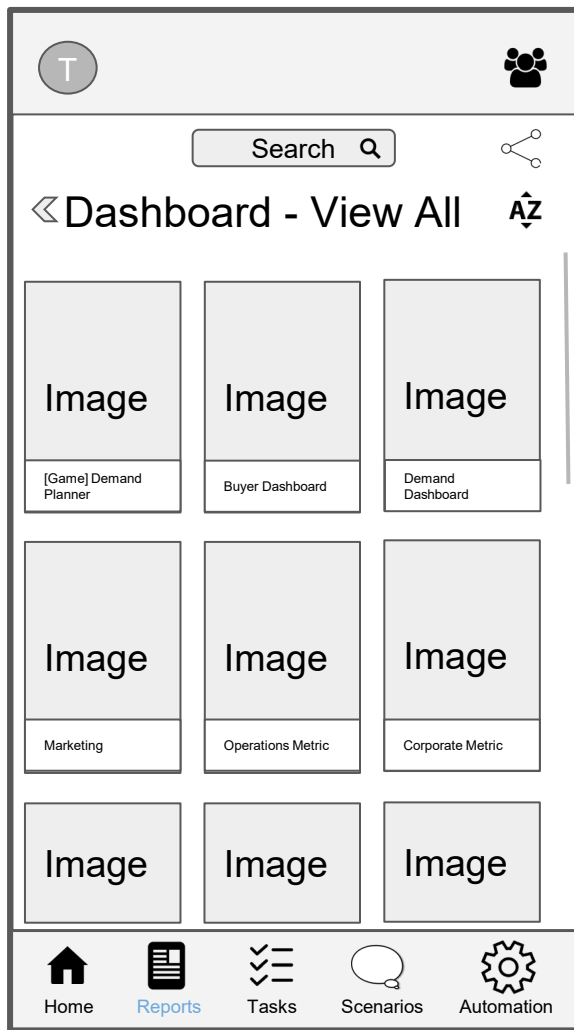 T
Search
Dashboard - View All
AZ
Image
Image
Image
[Game] Demand
Planner
Buyer Dashboard
Demand
Dashboard
Image
Image
Image
Marketing
Operations Metric
Corporate Metric
Image
Image
Image
Home
Reports
Tasks
Scenarios
Automation